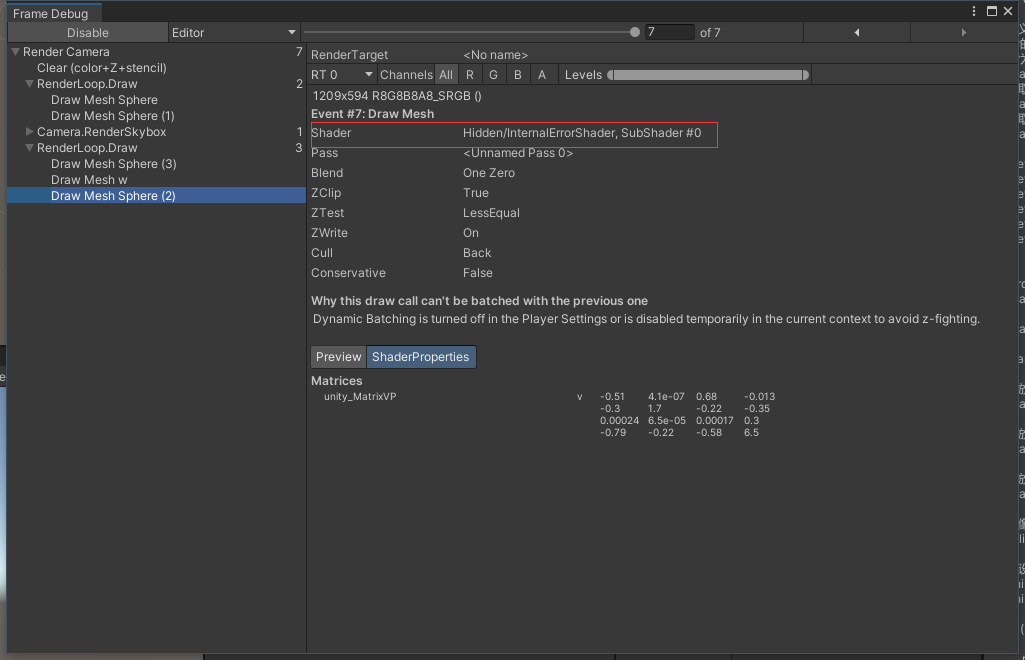 Frame Debug
Disable
Editor
7
of 7
Render Camera 7
Clear (color+Z+stencil)
RenderLoop.Draw 2
Draw Mesh Sphere
Draw Mesh Sphere (1)
Camera.RenderSkybox 1
RenderLoop.Draw 3
Draw Mesh Sphere (3)
Draw Mesh w
Draw Mesh Sphere (2)
RenderTarget <No name>
RT 0 Channels All R G B A Levels
1209x594 R8G8B8A8_SRGB ()
Event #7: Draw Mesh
Shader Hidden/InternalErrorShader, SubShader #0
Pass <Unnamed Pass 0>
Blend One Zero
ZClip True
ZTest LessEqual
ZWrite On
Cull Back
Conservative False
Why this draw call can't be batched with the previous one
Dynamic Batching is turned off in the Player Settings or is disabled temporarily in the current context to avoid z-fighting.
Preview ShaderProperties
Matrices
unity_MatrixVP v -0.51 4.1e-07 0.68 -0.013
-0.3 1.7 -0.22 -0.35
0.00024 6.5e-05 0.00017 0.3
-0.79 -0.22 -0.58 6.5